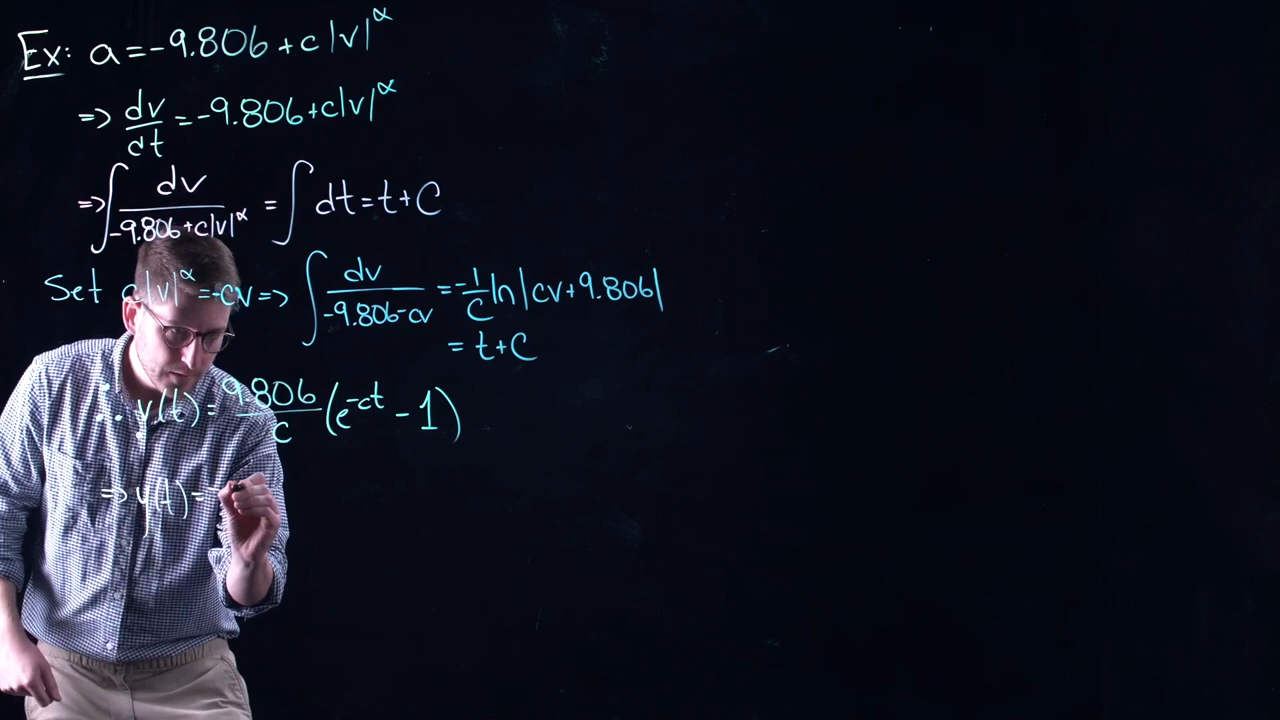 Ex: a = -9.806 + c|v|^α
⇒ dv/dt = -9.806 + c|v|^α
⇒ ∫ dv/(-9.806 + c|v|^α) = ∫ dt = t + C
Set c|v|^α = -cv ⇒ ∫ dv/(-9.806 - cv) = -1/c ln|cv + 9.806|
= t + C
∴ v(t) = 9.806/c (e^-ct - 1)
⇒ y(t) = -